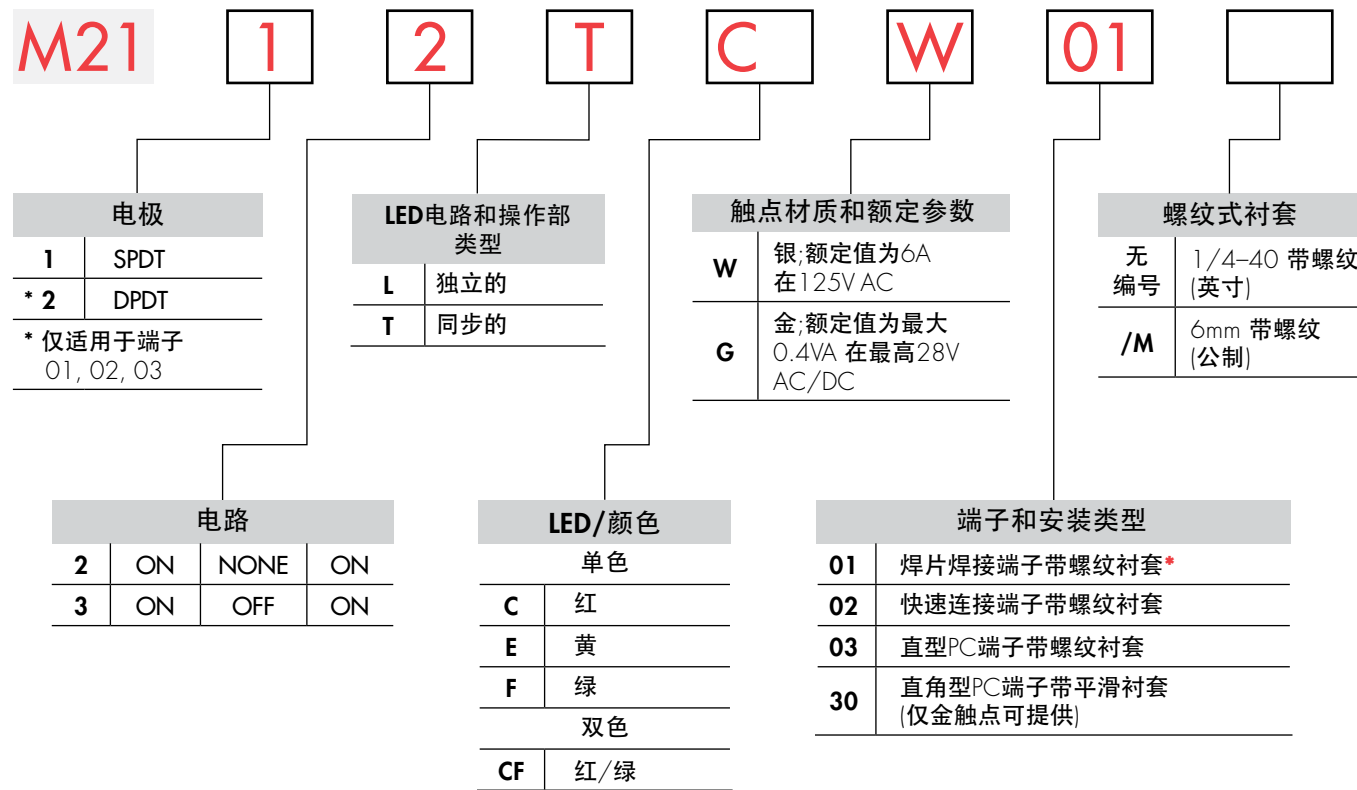 M21 1 2 T C W 01
电极
1 SPDT
* 2 DPDT
* 仅适用于端子
01, 02, 03
LED电路和操作部
类型
L 独立的
T 同步的
触点材质和额定参数
W 银;额定值为6A
在125V AC
G 金;额定值为最大
0.4VA 在最高28V
AC/DC
螺纹式衬套
无
编号 1/4–40 带螺纹
(英寸)
/M 6mm 带螺纹
(公制)
电路
2 ON NONE ON
3 ON OFF ON
LED/颜色
单色
C 红
E 黄
F 绿
双色
CF 红/绿
端子和安装类型
01 焊片焊接端子带螺纹衬套*
02 快速连接端子带螺纹衬套
03 直型PC端子带螺纹衬套
30 直角型PC端子带平滑衬套
(仅金触点可提供)